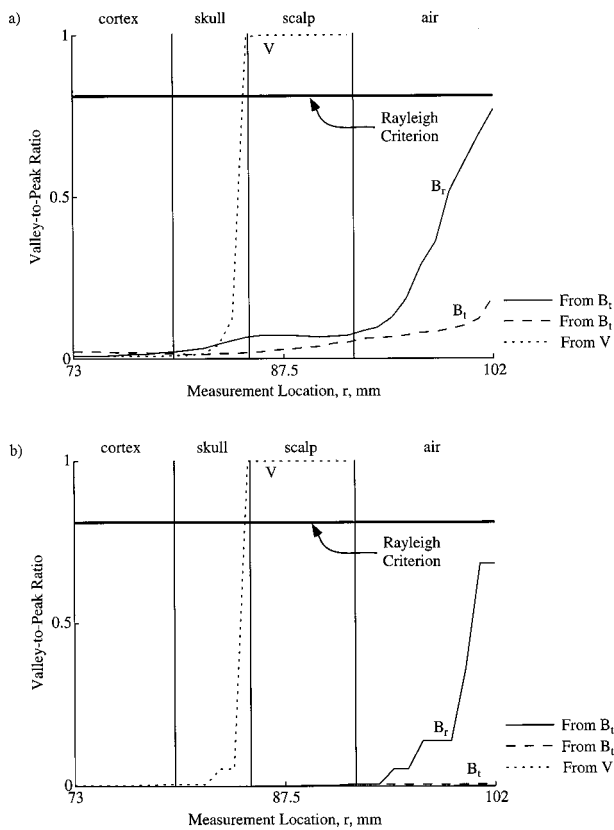 a)
cortex skull scalp air
1
V
Rayleigh
Criterion
Valley-to-Peak Ratio
0.5
B_r
B_t
From B_t
From B_t
From V
0
73 87.5 102
Measurement Location, r, mm
b)
cortex skull scalp air
1
V
Rayleigh
Criterion
Valley-to-Peak Ratio
0.5
B_r
B_t
From B_t
From B_t
From V
0
73 87.5 102
Measurement Location, r, mm